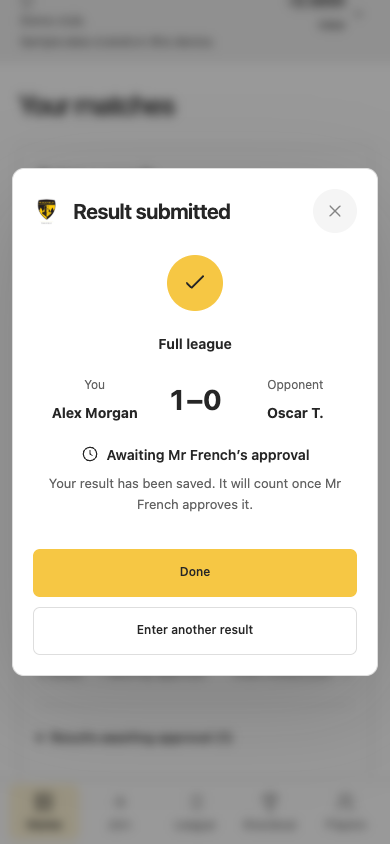 Your matches
Result submitted
Full league
You
Alex Morgan
1–0
Opponent
Oscar T.
Awaiting Mr French’s approval
Your result has been saved. It will count once Mr
French approves it.
Done
Enter another result